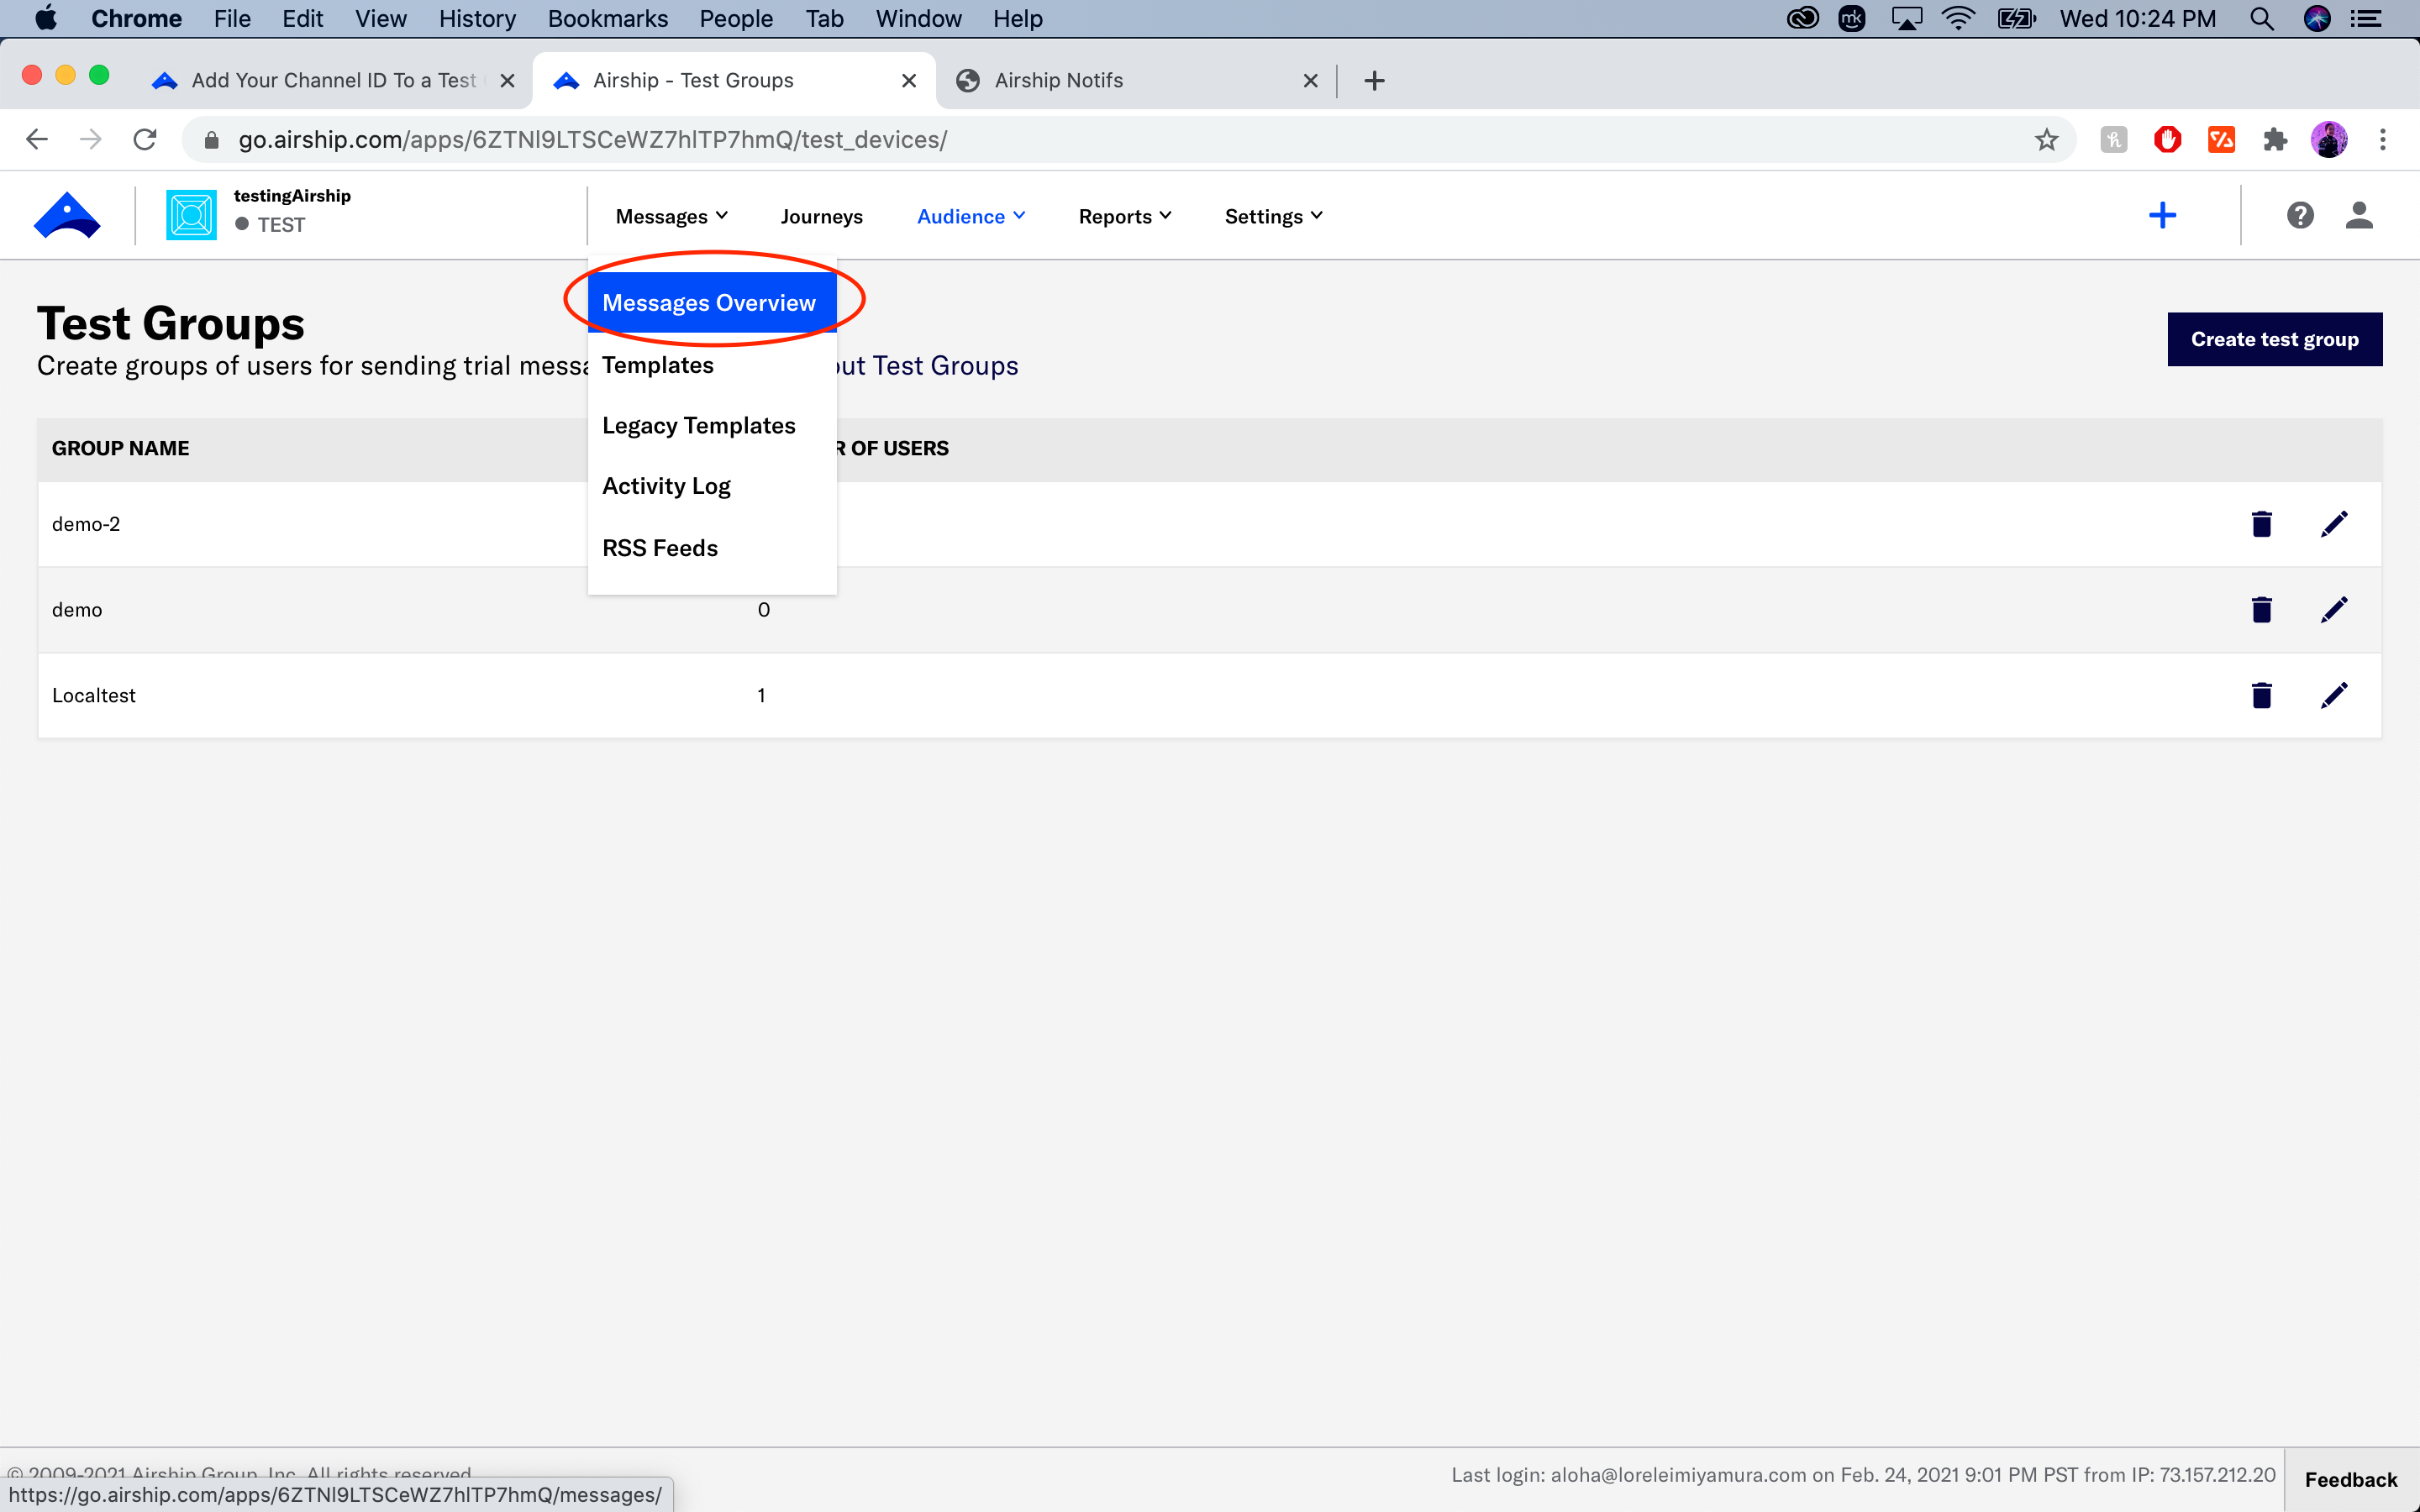 Chrome File Edit View History Bookmarks People Tab Window Help mk Wed 10:24 PM
Add Your Channel ID To a Test Airship - Test Groups Airship Notifs
go.airship.com/apps/6ZTNl9LTSCeWZ7hlTP7hmQ/test_devices/
testingAirship
TEST
Messages Journeys Audience Reports Settings
Messages Overview
Templates
Legacy Templates
Activity Log
RSS Feeds
Test Groups
Create groups of users for sending trial messa out Test Groups
Create test group
GROUP NAME R OF USERS
demo-2
demo 0
Localtest 1
© 2009-2021 Airship Group, Inc. All rights reserved
Last login: aloha@loreleimiyamura.com on Feb. 24, 2021 9:01 PM PST from IP: 73.157.212.20
Feedback
https://go.airship.com/apps/6ZTNl9LTSCeWZ7hlTP7hmQ/messages/